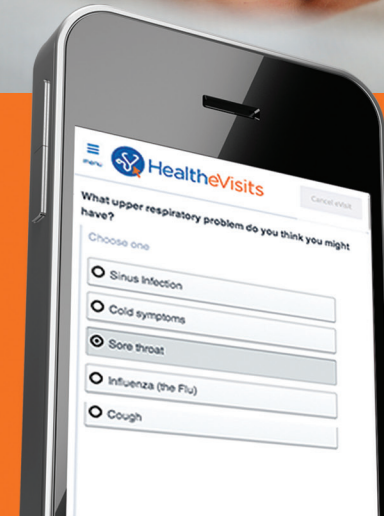 menu
HealtheVisits
Cancel eVisit
What upper respiratory problem do you think you might
have?
Choose one
Sinus Infection
Cold symptoms
Sore throat
Influenza (the Flu)
Cough